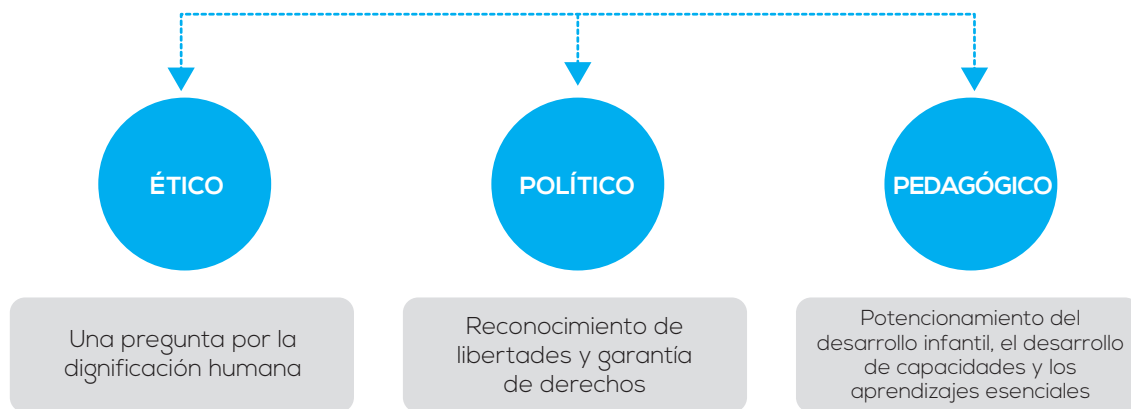 ÉTICO
POLÍTICO
PEDAGÓGICO
Una pregunta por la
dignificación humana
Reconocimiento de
libertades y garantía
de derechos
Potencionamiento del
desarrollo infantil, el desarrollo
de capacidades y los
aprendizajes esenciales